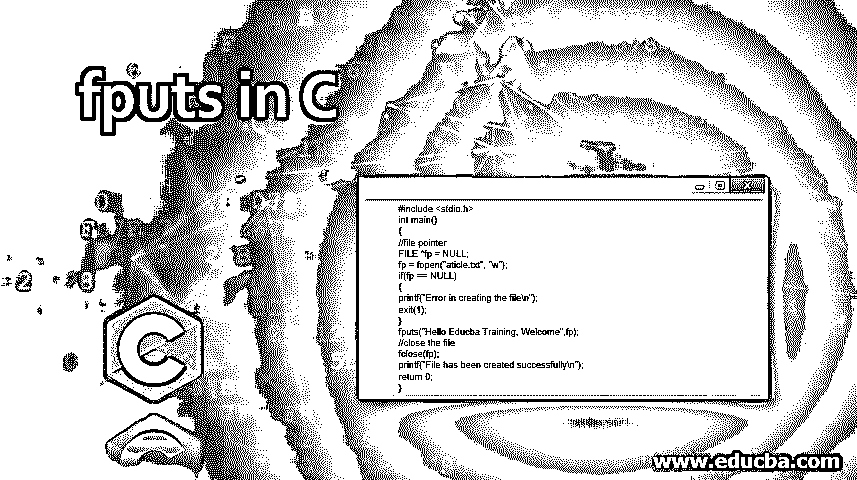 fputs in C
#include <stdio.h>
int main()
{
//file pointer
FILE *fp = NULL;
fp = fopen("aticle.txt", "w");
if(fp == NULL)
{
printf("Error in creating the file\n");
exit(1);
}
fputs("Hello Educba Training, Welcome",fp);
//close the file
fclose(fp);
printf("File has been created successfully\n");
return 0;
}
C
www.educba.com